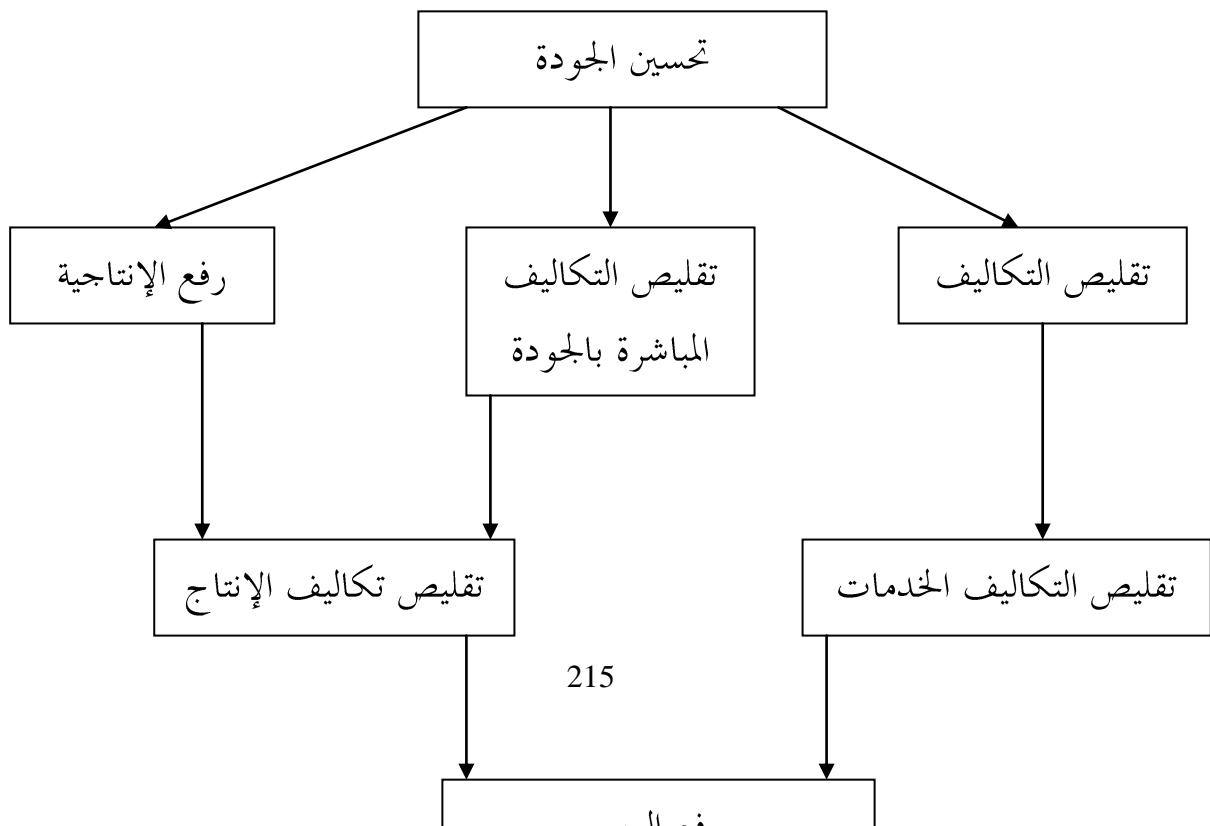 تحسين الجودة
تقليص التكاليف
تقليص التكاليف
المباشرة بالجودة
رفع الإنتاجية
تقليص التكاليف الخدمات
تقليص تكاليف الإنتاج
215